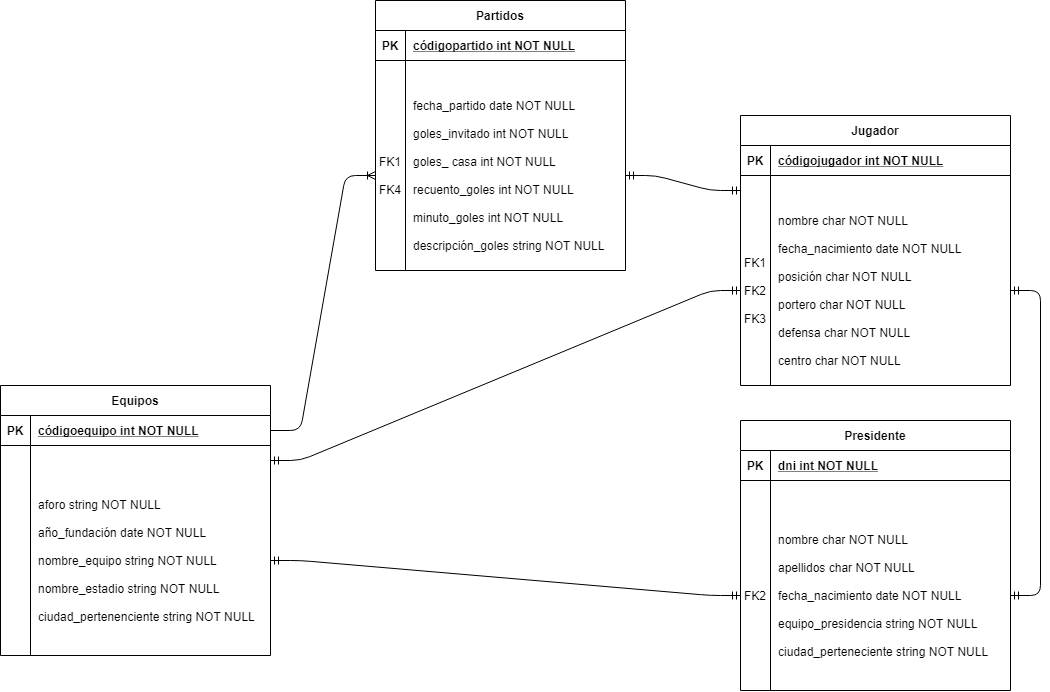 Partidos
PK códigopartido int NOT NULL
fecha_partido date NOT NULL
goles_invitado int NOT NULL
FK1 goles_ casa int NOT NULL
FK4 recuento_goles int NOT NULL
minuto_goles int NOT NULL
descripción_goles string NOT NULL
Jugador
PK códigojugador int NOT NULL
nombre char NOT NULL
fecha_nacimiento date NOT NULL
FK1
posición char NOT NULL
FK2
portero char NOT NULL
FK3
defensa char NOT NULL
centro char NOT NULL
Equipos
PK códigoequipo int NOT NULL
aforo string NOT NULL
año_fundación date NOT NULL
nombre_equipo string NOT NULL
nombre_estadio string NOT NULL
ciudad_pertenenciente string NOT NULL
Presidente
PK dni int NOT NULL
nombre char NOT NULL
apellidos char NOT NULL
FK2 fecha_nacimiento date NOT NULL
equipo_presidencia string NOT NULL
ciudad_perteneciente string NOT NULL